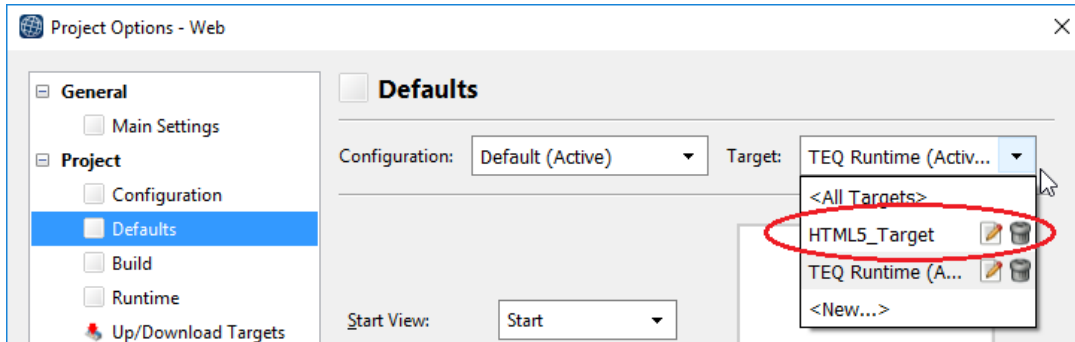 Project Options - Web
General
Main Settings
Project
Configuration
Defaults
Build
Runtime
Up/Download Targets
Defaults
Configuration: Default (Active) Target: TEQ Runtime (Activ...
<All Targets>
HTML5_Target
TEQ Runtime (A...
<New...>
Start View: Start